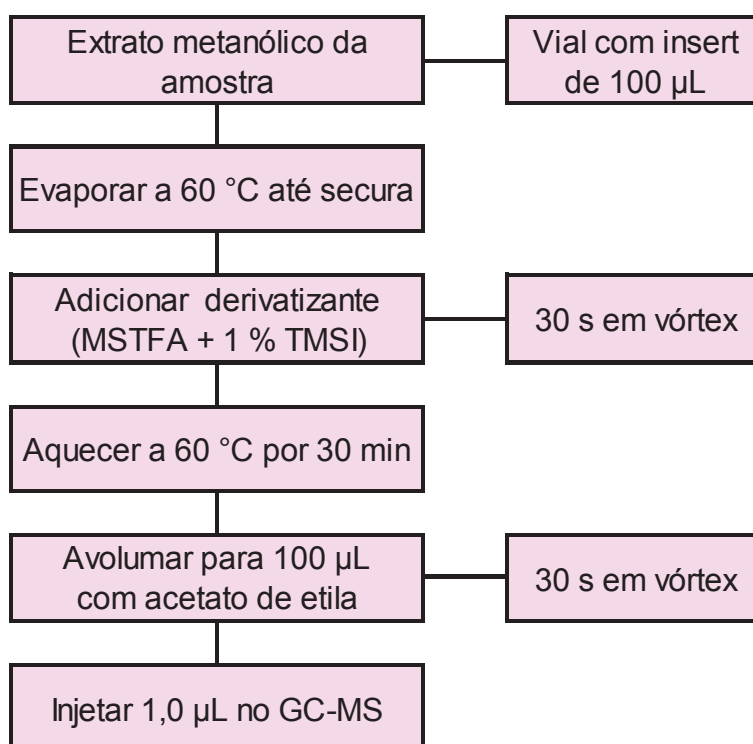 Extrato metanólico da
amostra
Vial com insert
de 100 µL
Evaporar a 60 °C até secura
Adicionar derivatizante
(MSTFA + 1 % TMSI)
30 s em vórtex
Aquecer a 60 °C por 30 min
Avolumar para 100 µL
com acetato de etila
30 s em vórtex
Injetar 1,0 µL no GC-MS